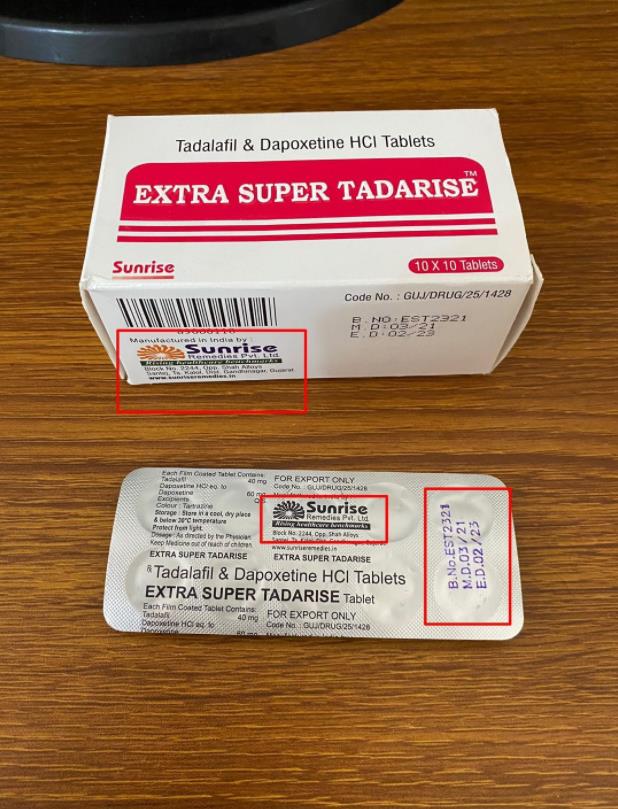 Tadalafil & Dapoxetine HCl Tablets
EXTRA SUPER TADARISE™
Sunrise
10 X 10 Tablets
Code No. : GUJ/DRUG/25/1428
B.NO:EST2321
M.D:03/21
E.D:02/23
Manufactured in India by
Sunrise
Remedies Pvt. Ltd.
Rising healthcare benchmarks
Block No. 2244, Opp. Shah Alloys
Santej, Ta. Kalol, Dist. Gandhinagar, Gujarat
www.sunriseremedies.in
Each Film Coated Tablet Contains:
Tadalafil 40 mg
Dapoxetine HCl eq. to
Dapoxetine 60 mg
Excipients
Colour : Tartrazine
Storage : Store in a cool, dry place
& below 30°C temperature
Protect from light.
Dosage : As directed by the Physician
Keep Medicine out of reach of children.
EXTRA SUPER TADARISE
FOR EXPORT ONLY
Code No. : GUJ/DRUG/25/1428
Sunrise
Remedies Pvt. Ltd.
Rising healthcare benchmarks
Block No. 2244, Opp. Shah Alloys
www.sunriseremedies.in
EXTRA SUPER TADARISE
B.No.EST2321
M.D.03/21
E.D.02/23
℞ Tadalafil & Dapoxetine HCl Tablets
EXTRA SUPER TADARISE Tablet
Each Film Coated Tablet Contains:
Tadalafil 40 mg
Dapoxetine HCl eq. to
FOR EXPORT ONLY
Code No. : GUJ/DRUG/25/1428